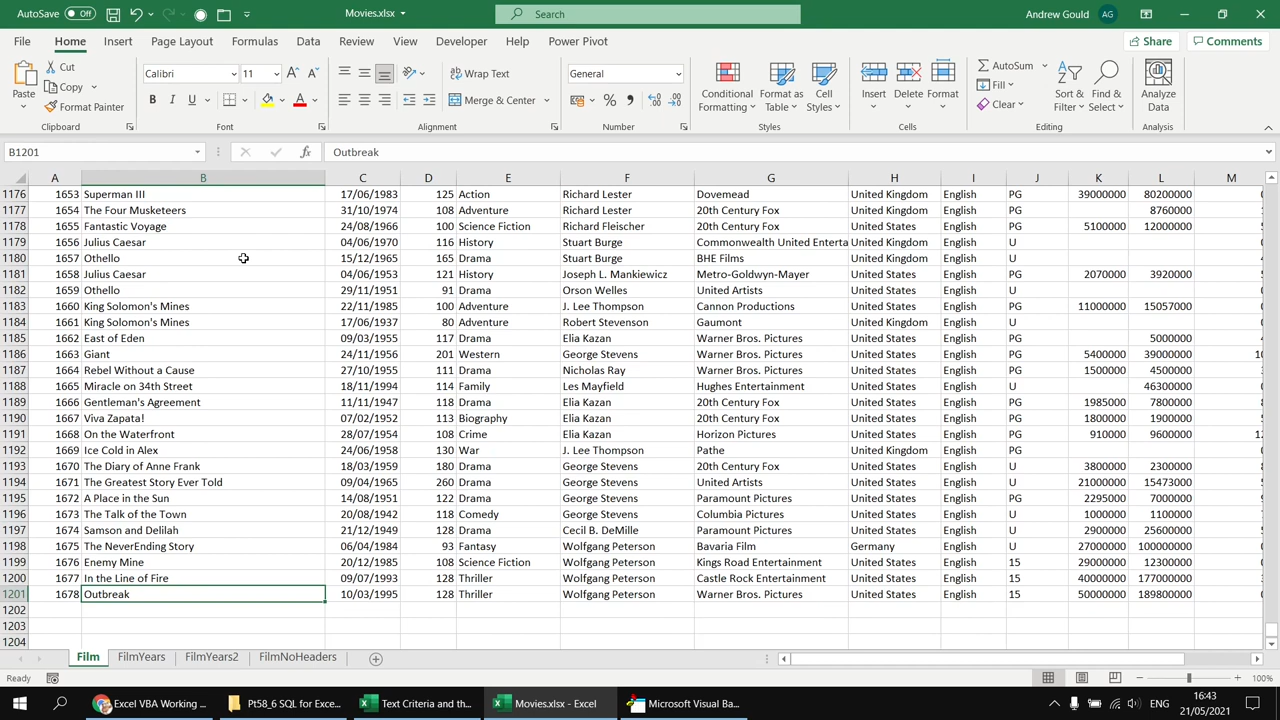 AutoSave Off Movies.xlsx Search Andrew Gould AG
File Home Insert Page Layout Formulas Data Review View Developer Help Power Pivot Share Comments
Paste Cut Copy Format Painter Calibri 11 Wrap Text Merge & Center General Conditional Formatting Format as Table Cell Styles Insert Delete Format AutoSum Fill Clear Sort & Filter Find & Select Analyze Data
Clipboard Font Alignment Number Styles Cells Editing Analysis
B1201 fx Outbreak
A B C D E F G H I J K L M
1176 1653 Superman III 17/06/1983 125 Action Richard Lester Dovemead United Kingdom English PG 39000000 80200000
1177 1654 The Four Musketeers 31/10/1974 108 Adventure Richard Lester 20th Century Fox United Kingdom English PG 8760000
1178 1655 Fantastic Voyage 24/08/1966 100 Science Fiction Richard Fleischer 20th Century Fox United States English PG 5100000 12000000
1179 1656 Julius Caesar 04/06/1970 116 History Stuart Burge Commonwealth United Enterta United Kingdom English U
1180 1657 Othello 15/12/1965 165 Drama Stuart Burge BHE Films United Kingdom English U
1181 1658 Julius Caesar 04/06/1953 121 History Joseph L. Mankiewicz Metro-Goldwyn-Mayer United States English U 2070000 3920000
1182 1659 Othello 29/11/1951 91 Drama Orson Welles United Artists United States English U
1183 1660 King Solomon's Mines 22/11/1985 100 Adventure J. Lee Thompson Cannon Productions United States English PG 11000000 15057000
1184 1661 King Solomon's Mines 17/06/1937 80 Adventure Robert Stevenson Gaumont United Kingdom English U
1185 1662 East of Eden 09/03/1955 117 Drama Elia Kazan Warner Bros. Pictures United States English PG 5000000
1186 1663 Giant 24/11/1956 201 Western George Stevens Warner Bros. Pictures United States English PG 5400000 39000000
1187 1664 Rebel Without a Cause 27/10/1955 111 Drama Nicholas Ray Warner Bros. Pictures United States English PG 1500000 4500000
1188 1665 Miracle on 34th Street 18/11/1994 114 Family Les Mayfield Hughes Entertainment United States English U 46300000
1189 1666 Gentleman's Agreement 11/11/1947 118 Drama Elia Kazan 20th Century Fox United States English PG 1985000 7800000
1190 1667 Viva Zapata! 07/02/1952 113 Biography Elia Kazan 20th Century Fox United States English PG 1800000 1900000
1191 1668 On the Waterfront 28/07/1954 108 Crime Elia Kazan Horizon Pictures United States English PG 910000 9600000
1192 1669 Ice Cold in Alex 24/06/1958 130 War J. Lee Thompson Pathe United Kingdom English PG
1193 1670 The Diary of Anne Frank 18/03/1959 180 Drama George Stevens 20th Century Fox United States English U 3800000 2300000
1194 1671 The Greatest Story Ever Told 09/04/1965 260 Drama George Stevens United Artists United States English U 21000000 15473000
1195 1672 A Place in the Sun 14/08/1951 122 Drama George Stevens Paramount Pictures United States English PG 2295000 7000000
1196 1673 The Talk of the Town 20/08/1942 118 Comedy George Stevens Columbia Pictures United States English U 1000000 1100000
1197 1674 Samson and Delilah 21/12/1949 128 Drama Cecil B. DeMille Paramount Pictures United States English U 2900000 25600000
1198 1675 The NeverEnding Story 06/04/1984 93 Fantasy Wolfgang Peterson Bavaria Film Germany English U 27000000 100000000
1199 1676 Enemy Mine 20/12/1985 108 Science Fiction Wolfgang Peterson Kings Road Entertainment United States English 15 29000000 12300000
1200 1677 In the Line of Fire 09/07/1993 128 Thriller Wolfgang Peterson Castle Rock Entertainment United States English 15 40000000 177000000
1201 1678 Outbreak 10/03/1995 128 Thriller Wolfgang Peterson Warner Bros. Pictures United States English 15 50000000 189800000
1202
1203
1204
Film FilmYears FilmYears2 FilmNoHeaders
Ready 100%
Excel VBA Working ... Pt58_6 SQL for Exce... Text Criteria and th... Movies.xlsx - Excel Microsoft Visual Ba... 16:43
21/05/2021